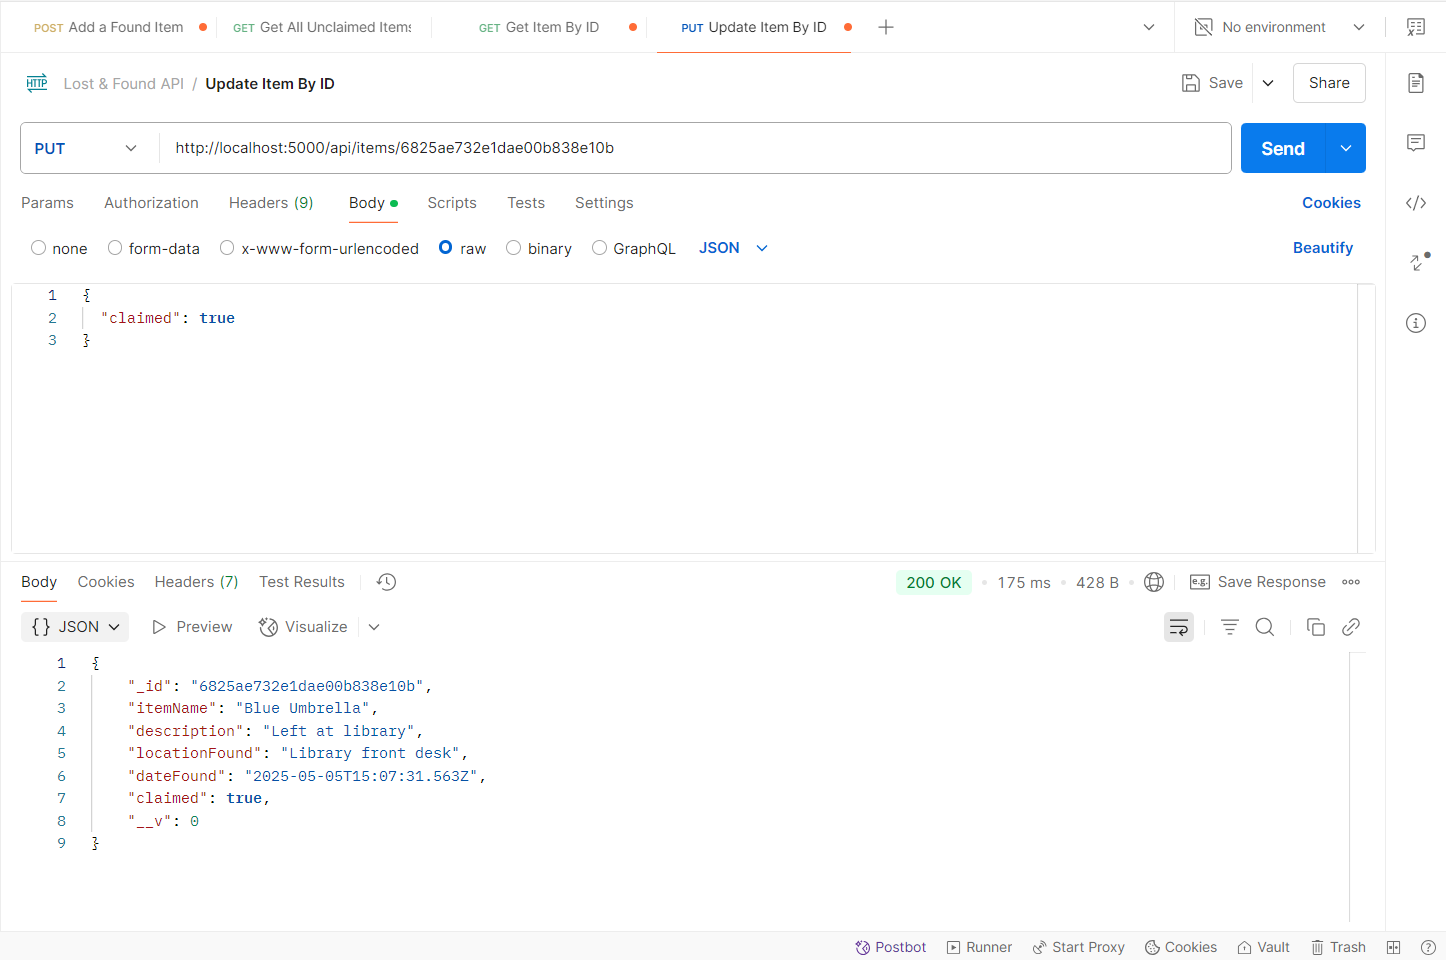 POST Add a Found Item GET Get All Unclaimed Items GET Get Item By ID PUT Update Item By ID No environment
HTTP Lost & Found API / Update Item By ID Save Share
PUT http://localhost:5000/api/items/6825ae732e1dae00b838e10b Send
Params Authorization Headers (9) Body Scripts Tests Settings Cookies
none form-data x-www-form-urlencoded raw binary GraphQL JSON Beautify
1 {
2 "claimed": true
3 }
Body Cookies Headers (7) Test Results 200 OK 175 ms 428 B e.g. Save Response
{} JSON Preview Visualize
1 {
2 "_id": "6825ae732e1dae00b838e10b",
3 "itemName": "Blue Umbrella",
4 "description": "Left at library",
5 "locationFound": "Library front desk",
6 "dateFound": "2025-05-05T15:07:31.563Z",
7 "claimed": true,
8 "__v": 0
9 }
Postbot Runner Start Proxy Cookies Vault Trash